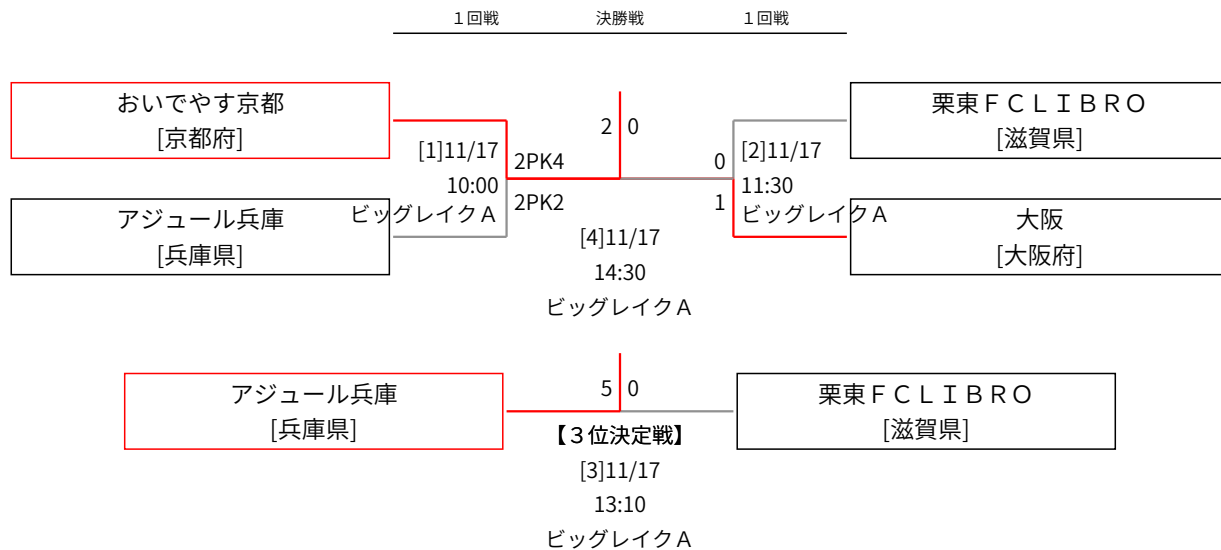 １回戦 決勝戦 １回戦
おいでやす京都
[京都府]
栗東ＦＣＬＩＢＲＯ
[滋賀県]
2 0
[1]11/17
10:00
ビッグレイクＡ
2PK4
2PK2
0
1
[2]11/17
11:30
ビッグレイクＡ
アジュール兵庫
[兵庫県]
大阪
[大阪府]
[4]11/17
14:30
ビッグレイクＡ
アジュール兵庫
[兵庫県]
5 0
栗東ＦＣＬＩＢＲＯ
[滋賀県]
【３位決定戦】
[3]11/17
13:10
ビッグレイクＡ